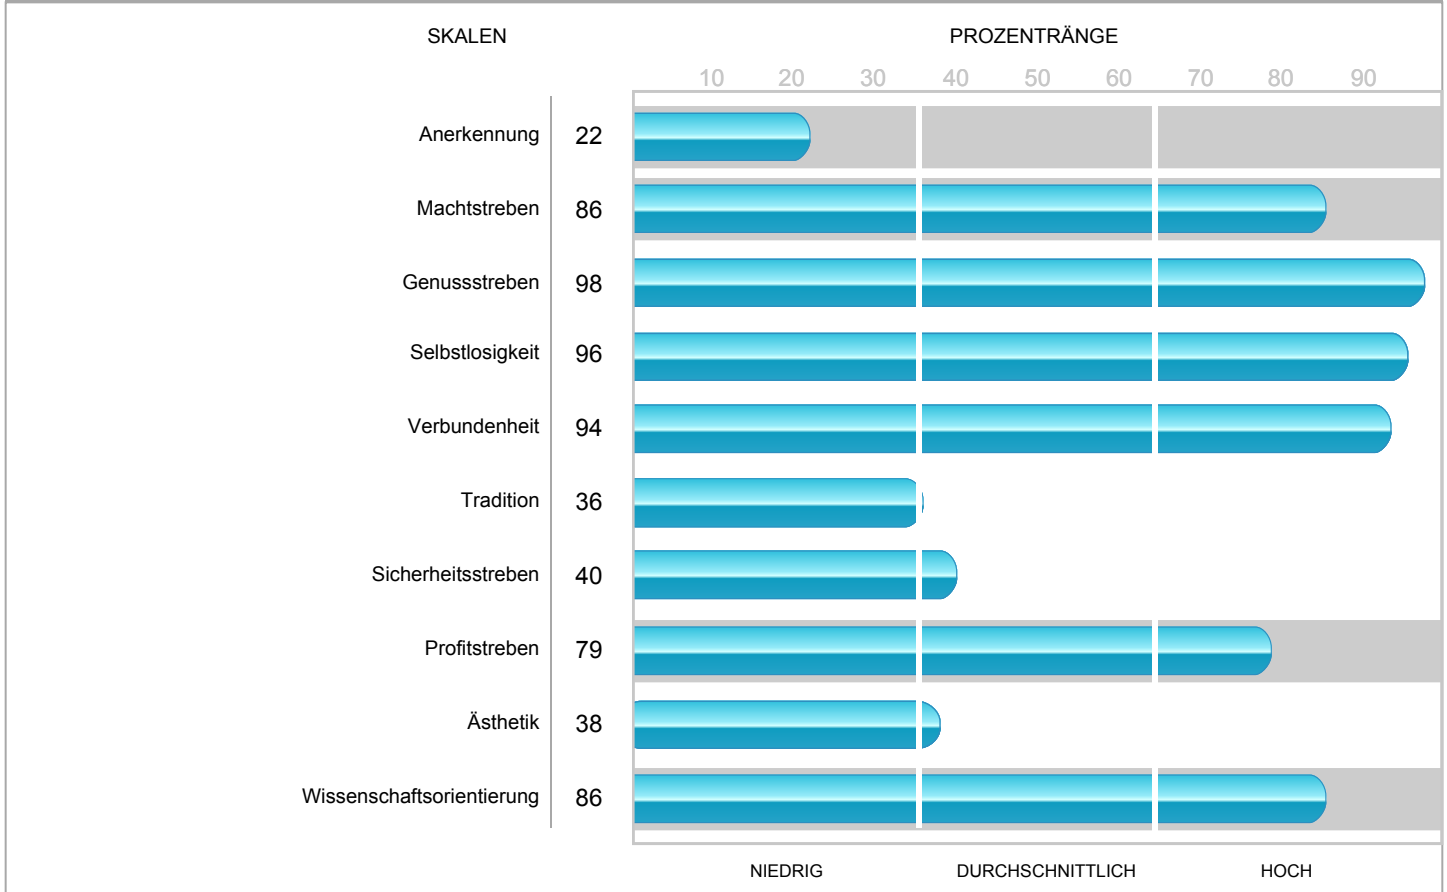 SKALEN PROZENTRÄNGE
10 20 30 40 50 60 70 80 90
Anerkennung 22
Machtstreben 86
Genussstreben 98
Selbstlosigkeit 96
Verbundenheit 94
Tradition 36
Sicherheitsstreben 40
Profitstreben 79
Ästhetik 38
Wissenschaftsorientierung 86
NIEDRIG DURCHSCHNITTLICH HOCH